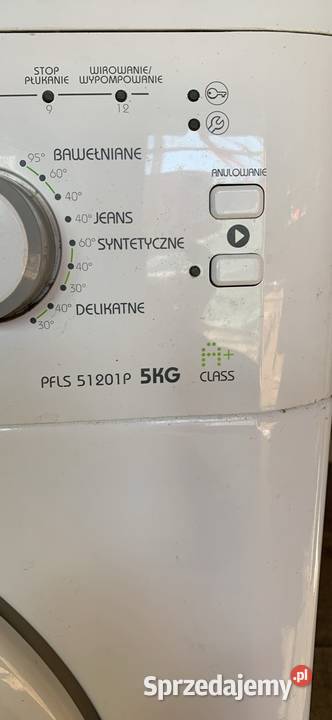 STOP PŁUKANIE
WIROWANIE/ WYPOMPOWANIE
9
12
95° BAWEŁNIANE
60°
40°
ANULOWANIE
40° JEANS
60° SYNTETYCZNE
40°
30°
40° DELIKATNE
30°
PFLS 51201P 5KG
A+
CLASS
Sprzedajemy.pl